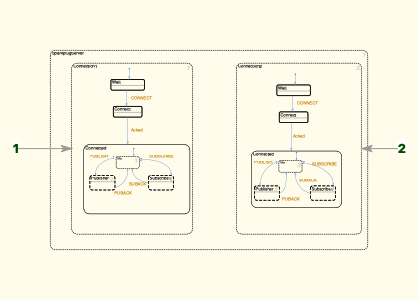 SparkplugServer
Connection1
Wait
CONNECT
Connect
Acked
Connected
PUBLISH
Idle
SUBSCRIBE
Publisher
SUBACK
Subscriber
PUBACK
1
Connection2
Wait
CONNECT
Connect
Acked
Connected
PUBLISH
Idle
SUBSCRIBE
Publisher
SUBACK
Subscriber
PUBACK
2